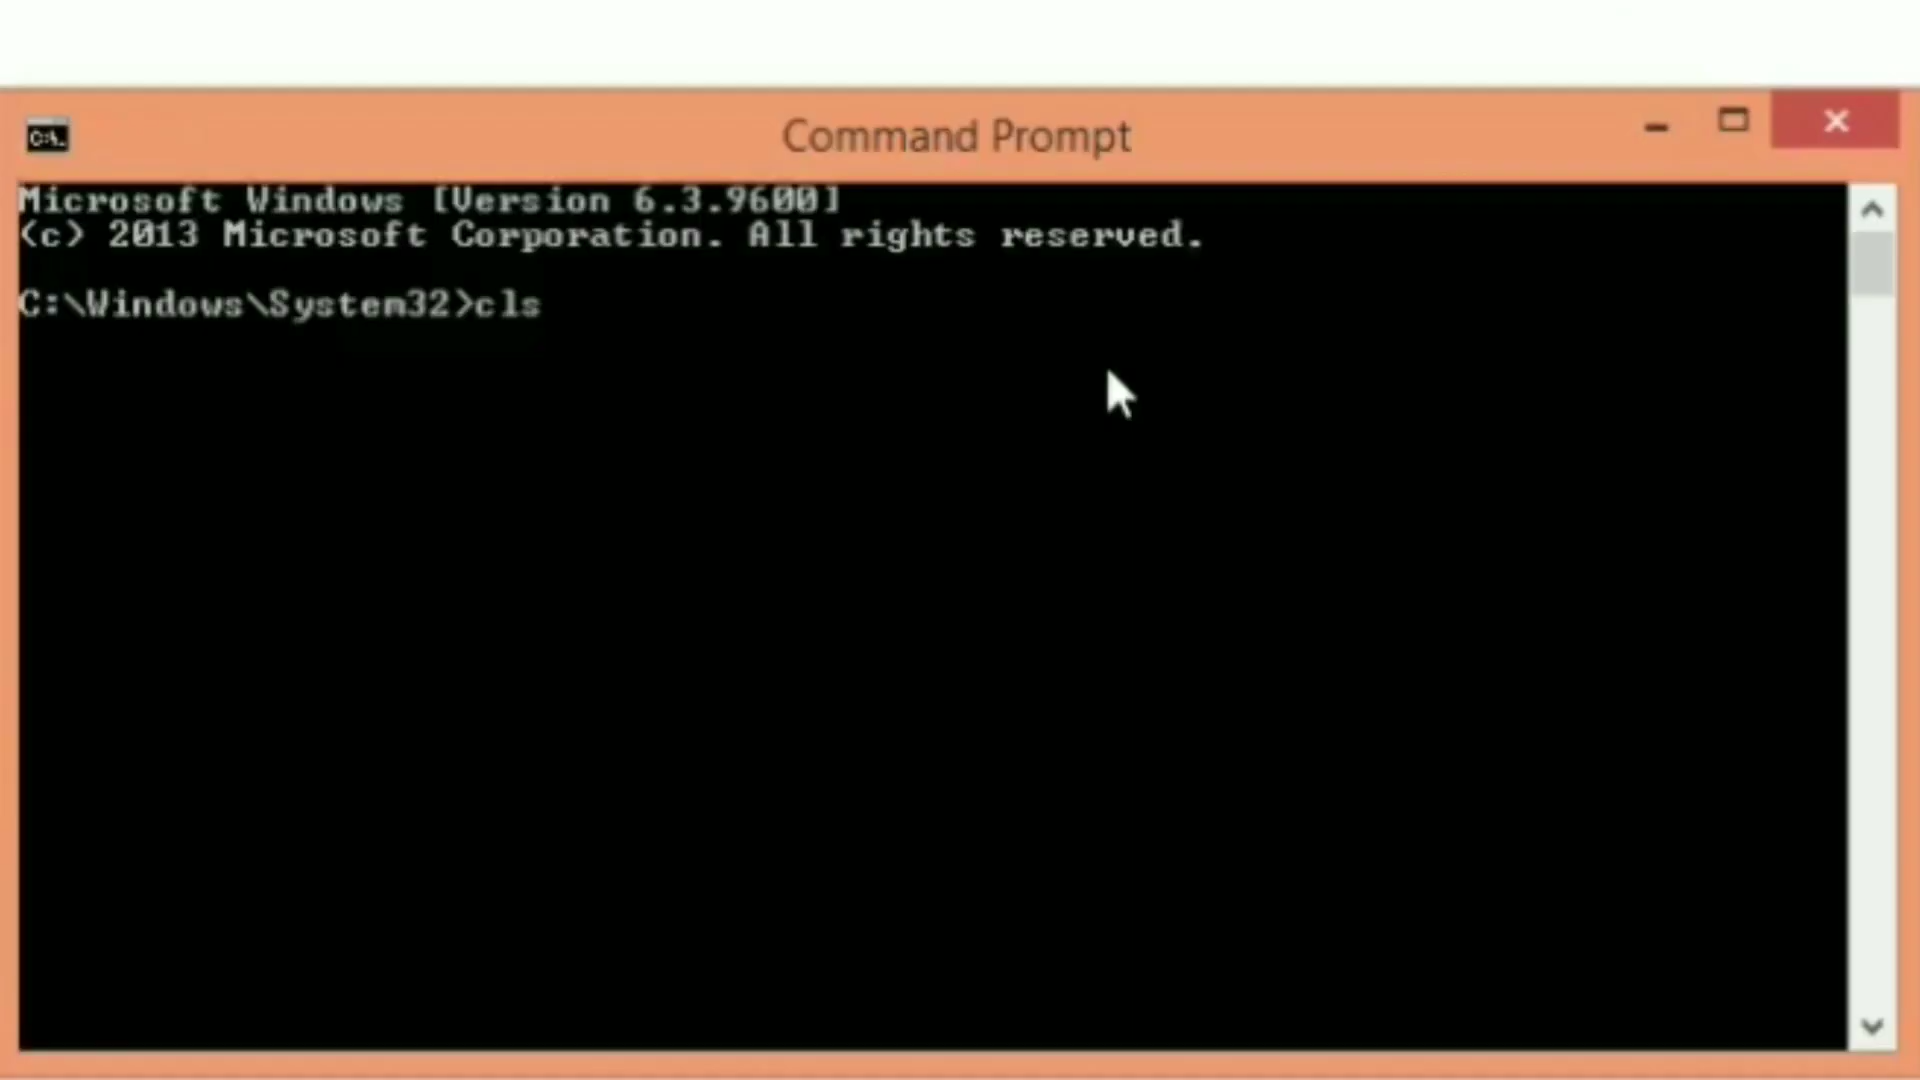 Command Prompt
Microsoft Windows [Version 6.3.9600]
(c) 2013 Microsoft Corporation. All rights reserved.
C:\Windows\System32>cls